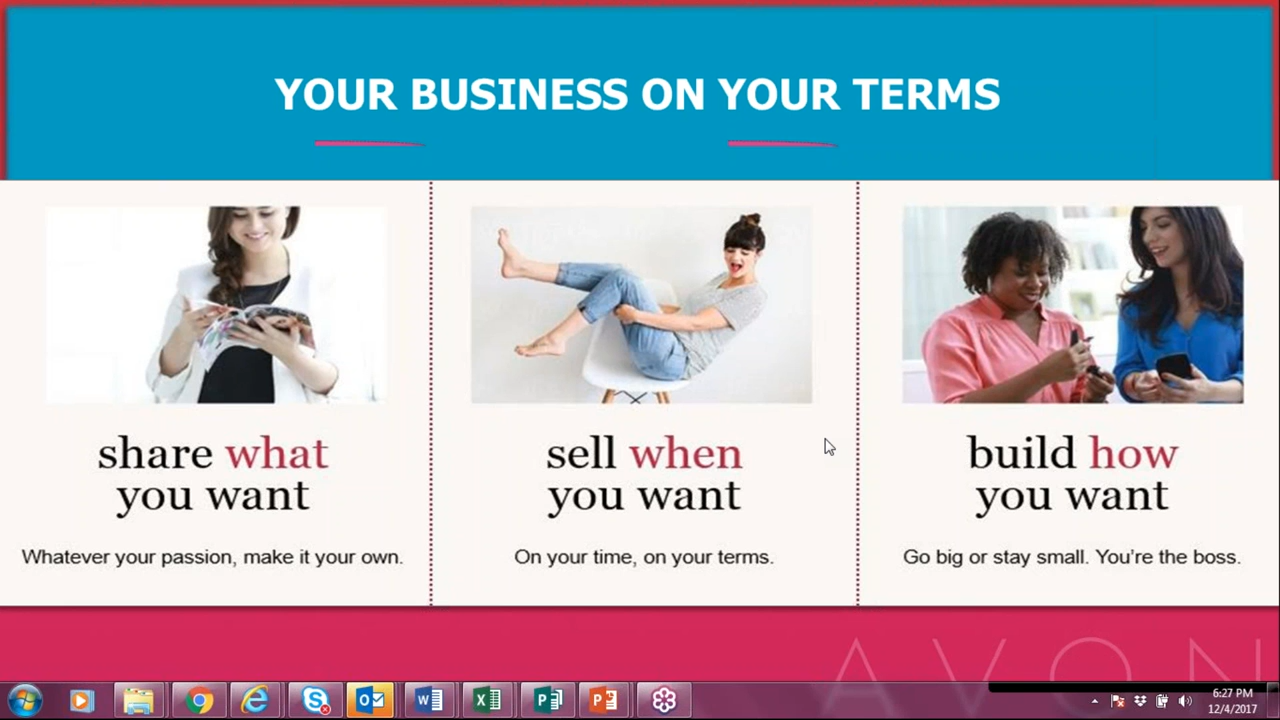 YOUR BUSINESS ON YOUR TERMS
share what
you want
Whatever your passion, make it your own.
sell when
you want
On your time, on your terms.
build how
you want
Go big or stay small. You're the boss.
AVON
6:27 PM
12/4/2017